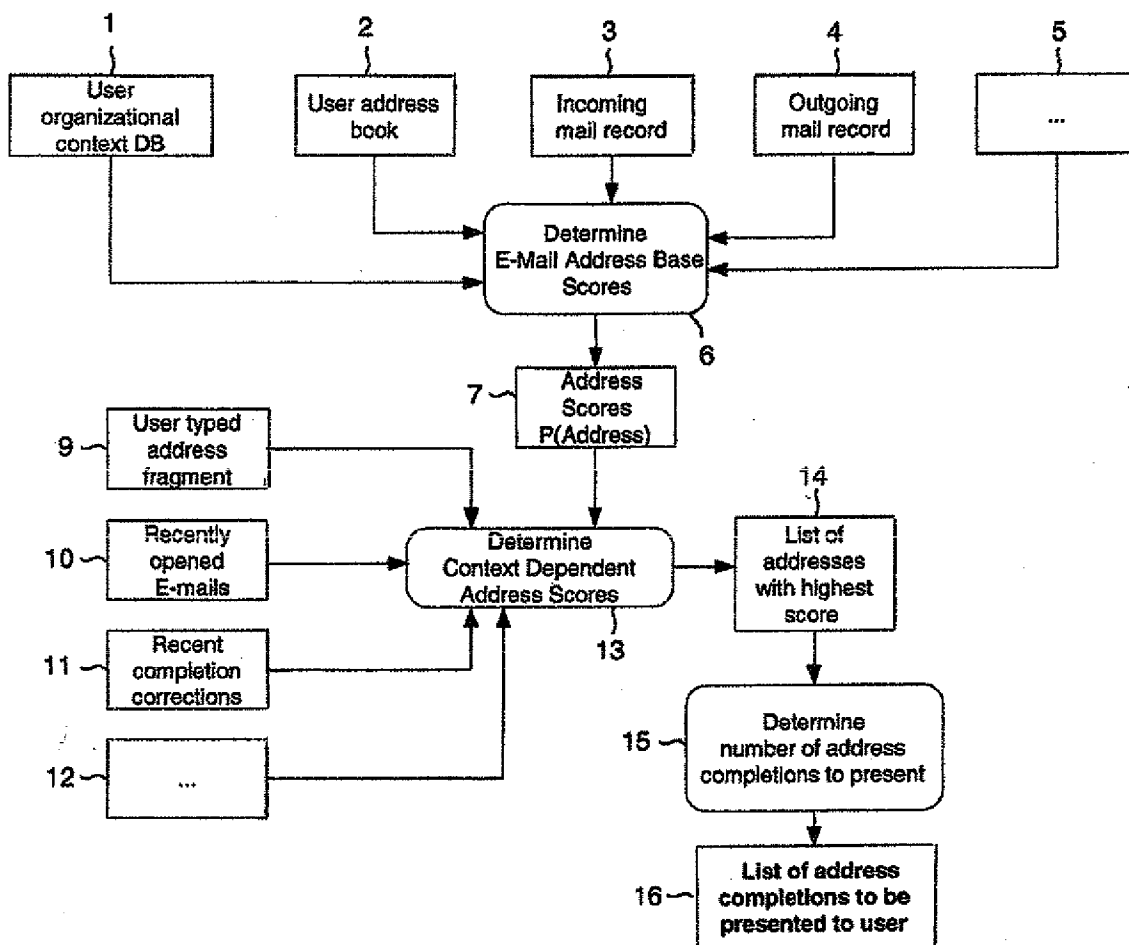 1
2
3
4
5
User
organizational
context DB
User address
book
Incoming
mail record
Outgoing
mail record
...
Determine
E-Mail Address Base
Scores
6
7
Address
Scores
P(Address)
9
User typed
address
fragment
10
Recently
opened
E-mails
11
Recent
completion
corrections
12
...
Determine
Context Dependent
Address Scores
13
14
List of
addresses
with highest
score
15
Determine
number of address
completions to present
16
List of address
completions to be
presented to user